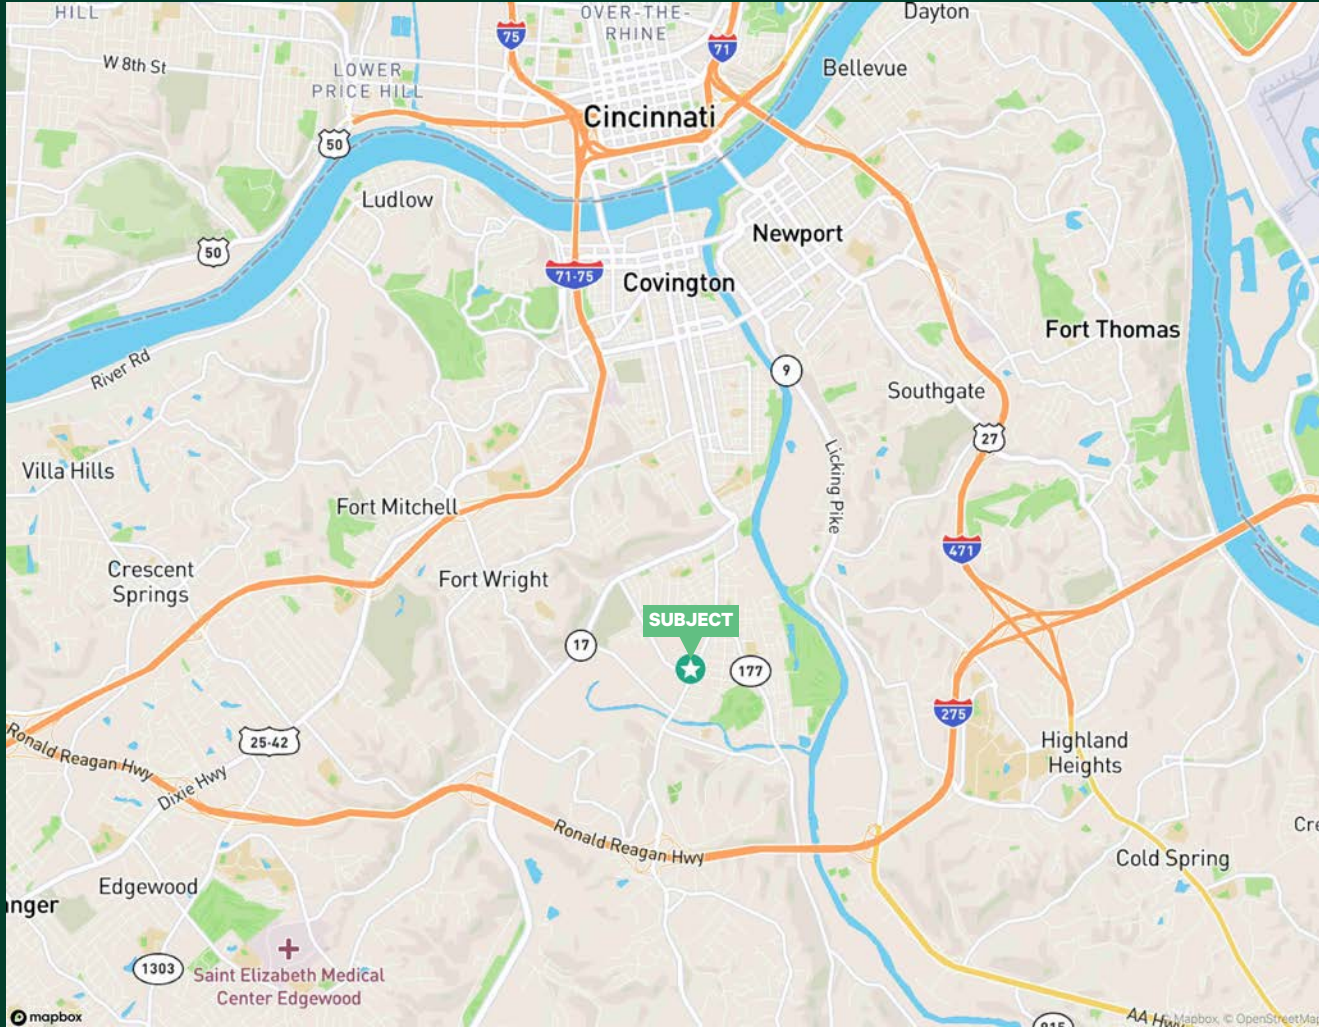 HILL
OVER-THE-
RHINE
Dayton
75
71
W 8th St
LOWER
PRICE HILL
Bellevue
Cincinnati
50
Ludlow
50
Newport
71-75
Covington
Fort Thomas
River Rd
9
Southgate
27
Licking Pike
Villa Hills
Fort Mitchell
471
Crescent
Springs
Fort Wright
SUBJECT
17
177
275
25-42
Ronald Reagan Hwy
Highland
Heights
Dixie Hwy
Ronald Reagan Hwy
Cre
Cold Spring
Edgewood
nger
1303
Saint Elizabeth Medical
Center Edgewood
mapbox
AA Hwy
© Mapbox, © OpenStreetMap